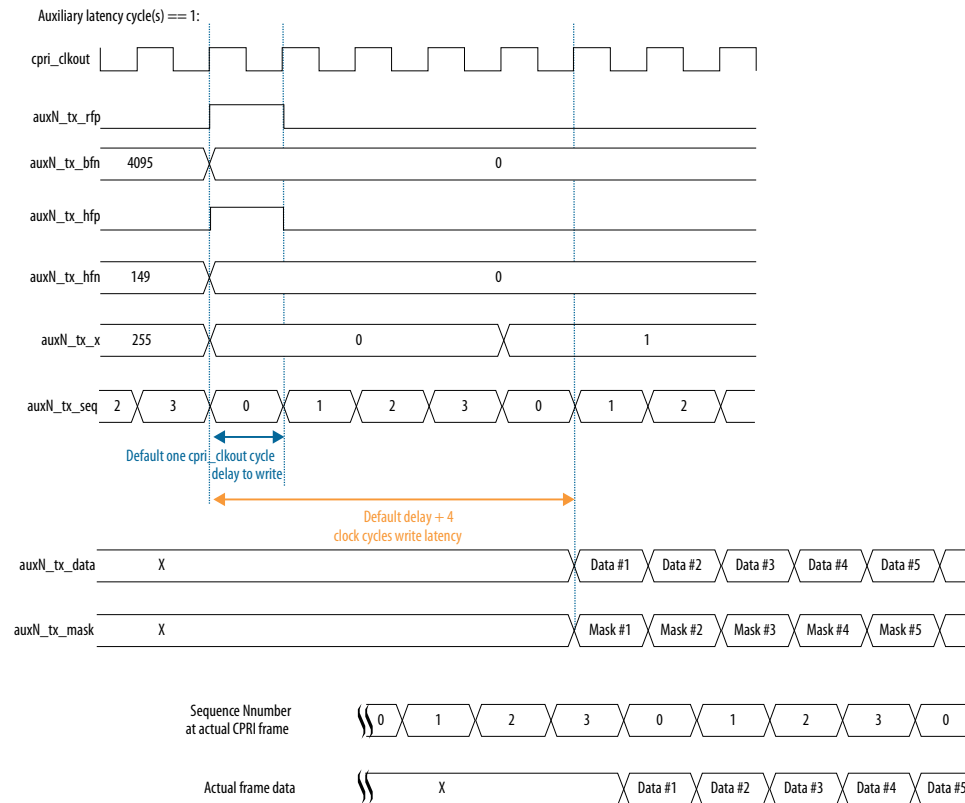 Auxiliary latency cycle(s) == 1:
cpri_clkout
auxN_tx_rfp
auxN_tx_bfn 4095 0
auxN_tx_hfp
auxN_tx_hfn 149 0
auxN_tx_x 255 0 1
auxN_tx_seq 2 3 0 1 2 3 0 1 2
Default one cpri_clkout cycle
delay to write
Default delay + 4
clock cycles write latency
auxN_tx_data X Data #1 Data #2 Data #3 Data #4 Data #5
auxN_tx_mask X Mask #1 Mask #2 Mask #3 Mask #4 Mask #5
Sequence Nnumber
at actual CPRI frame 0 1 2 3 0 1 2 3 0
Actual frame data X Data #1 Data #2 Data #3 Data #4 Data #5